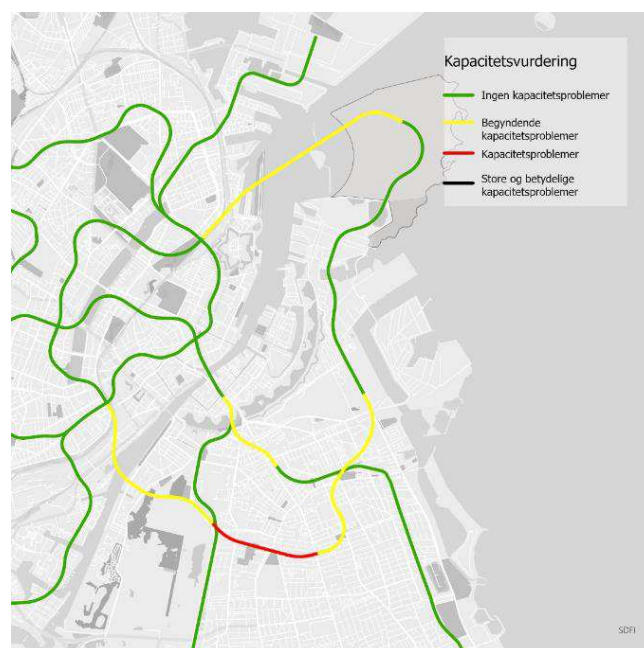 Kapacitetsvurdering
Ingen kapacitetsproblemer
Begyndende
kapacitetsproblemer
Kapacitetsproblemer
Store og betydelige
kapacitetsproblemer
SDFI